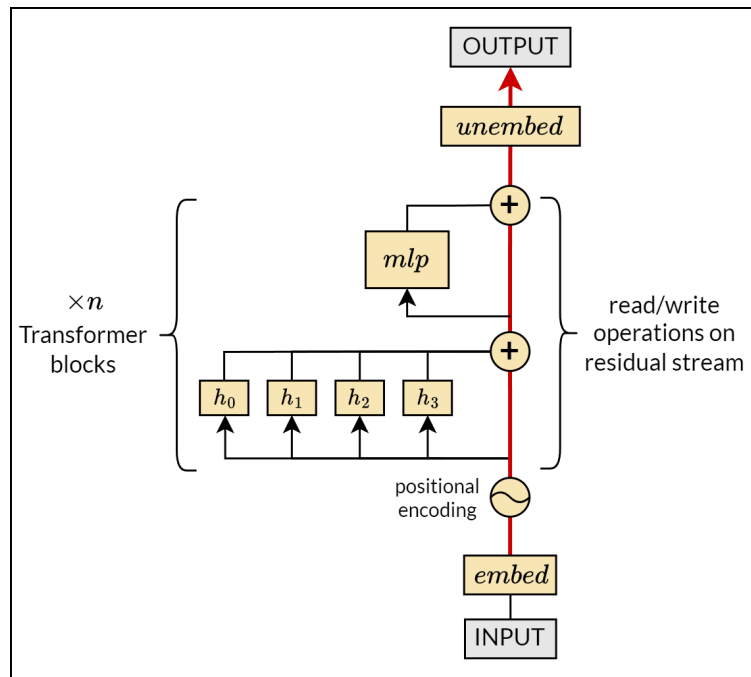 OUTPUT
unembed
+
mlp
×n
Transformer
blocks
read/write
operations on
residual stream
+
h₀ h₁ h₂ h₃
positional
encoding
embed
INPUT